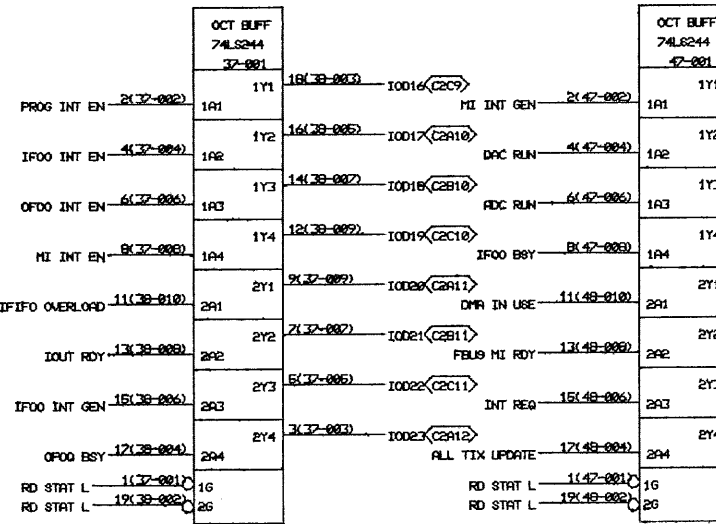 OCT BUFF
74LS244
37-001
PROG INT EN 2(37-002) 1A1 1Y1 18(38-003) IOD16 C2C9
IFOO INT EN 4(37-004) 1A2 1Y2 16(38-005) IOD17 C2A10
OFOO INT EN 6(37-006) 1A3 1Y3 14(38-007) IOD18 C2B10
MI INT EN 8(37-008) 1A4 1Y4 12(38-009) IOD19 C2C10
IFIFO OVERLOAD 11(38-010) 2A1 2Y1 9(37-009) IOD20 C2A11
IOUT RDY 13(38-008) 2A2 2Y2 7(37-007) IOD21 C2B11
IFOO INT GEN 15(38-006) 2A3 2Y3 5(37-005) IOD22 C2C11
OFOO BSY 17(38-004) 2A4 2Y4 3(37-003) IOD23 C2A12
RD STAT L 1(37-001) 1G
RD STAT L 19(38-002) 2G
OCT BUFF
74LS244
47-001
MI INT GEN 2(47-002) 1A1 1Y1
DAC RUN 4(47-004) 1A2 1Y2
ADC RUN 6(47-006) 1A3 1Y3
IFOO BSY 8(47-008) 1A4 1Y4
DMA IN USE 11(48-010) 2A1 2Y1
FBUS MI RDY 13(48-008) 2A2 2Y2
INT REQ 15(48-006) 2A3 2Y3
ALL TIX UPDATE 17(48-004) 2A4 2Y4
RD STAT L 1(47-001) 1G
RD STAT L 19(48-002) 2G